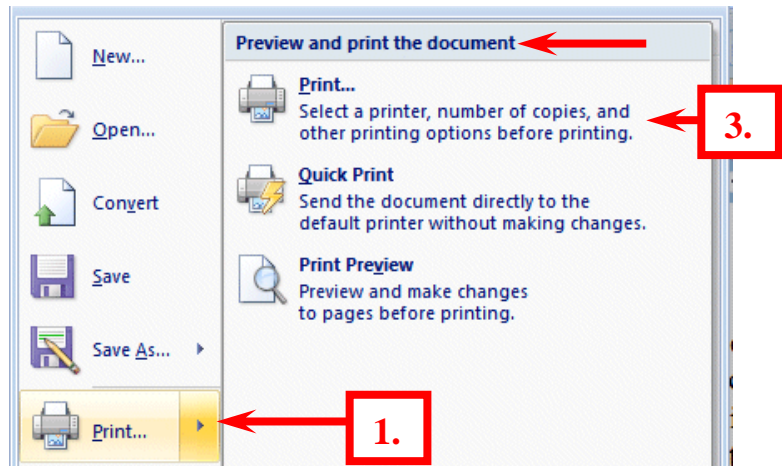 New...
Open...
Convert
Save
Save As...
Print...
1.
Preview and print the document
Print...
Select a printer, number of copies, and
other printing options before printing.
3.
Quick Print
Send the document directly to the
default printer without making changes.
Print Preview
Preview and make changes
to pages before printing.